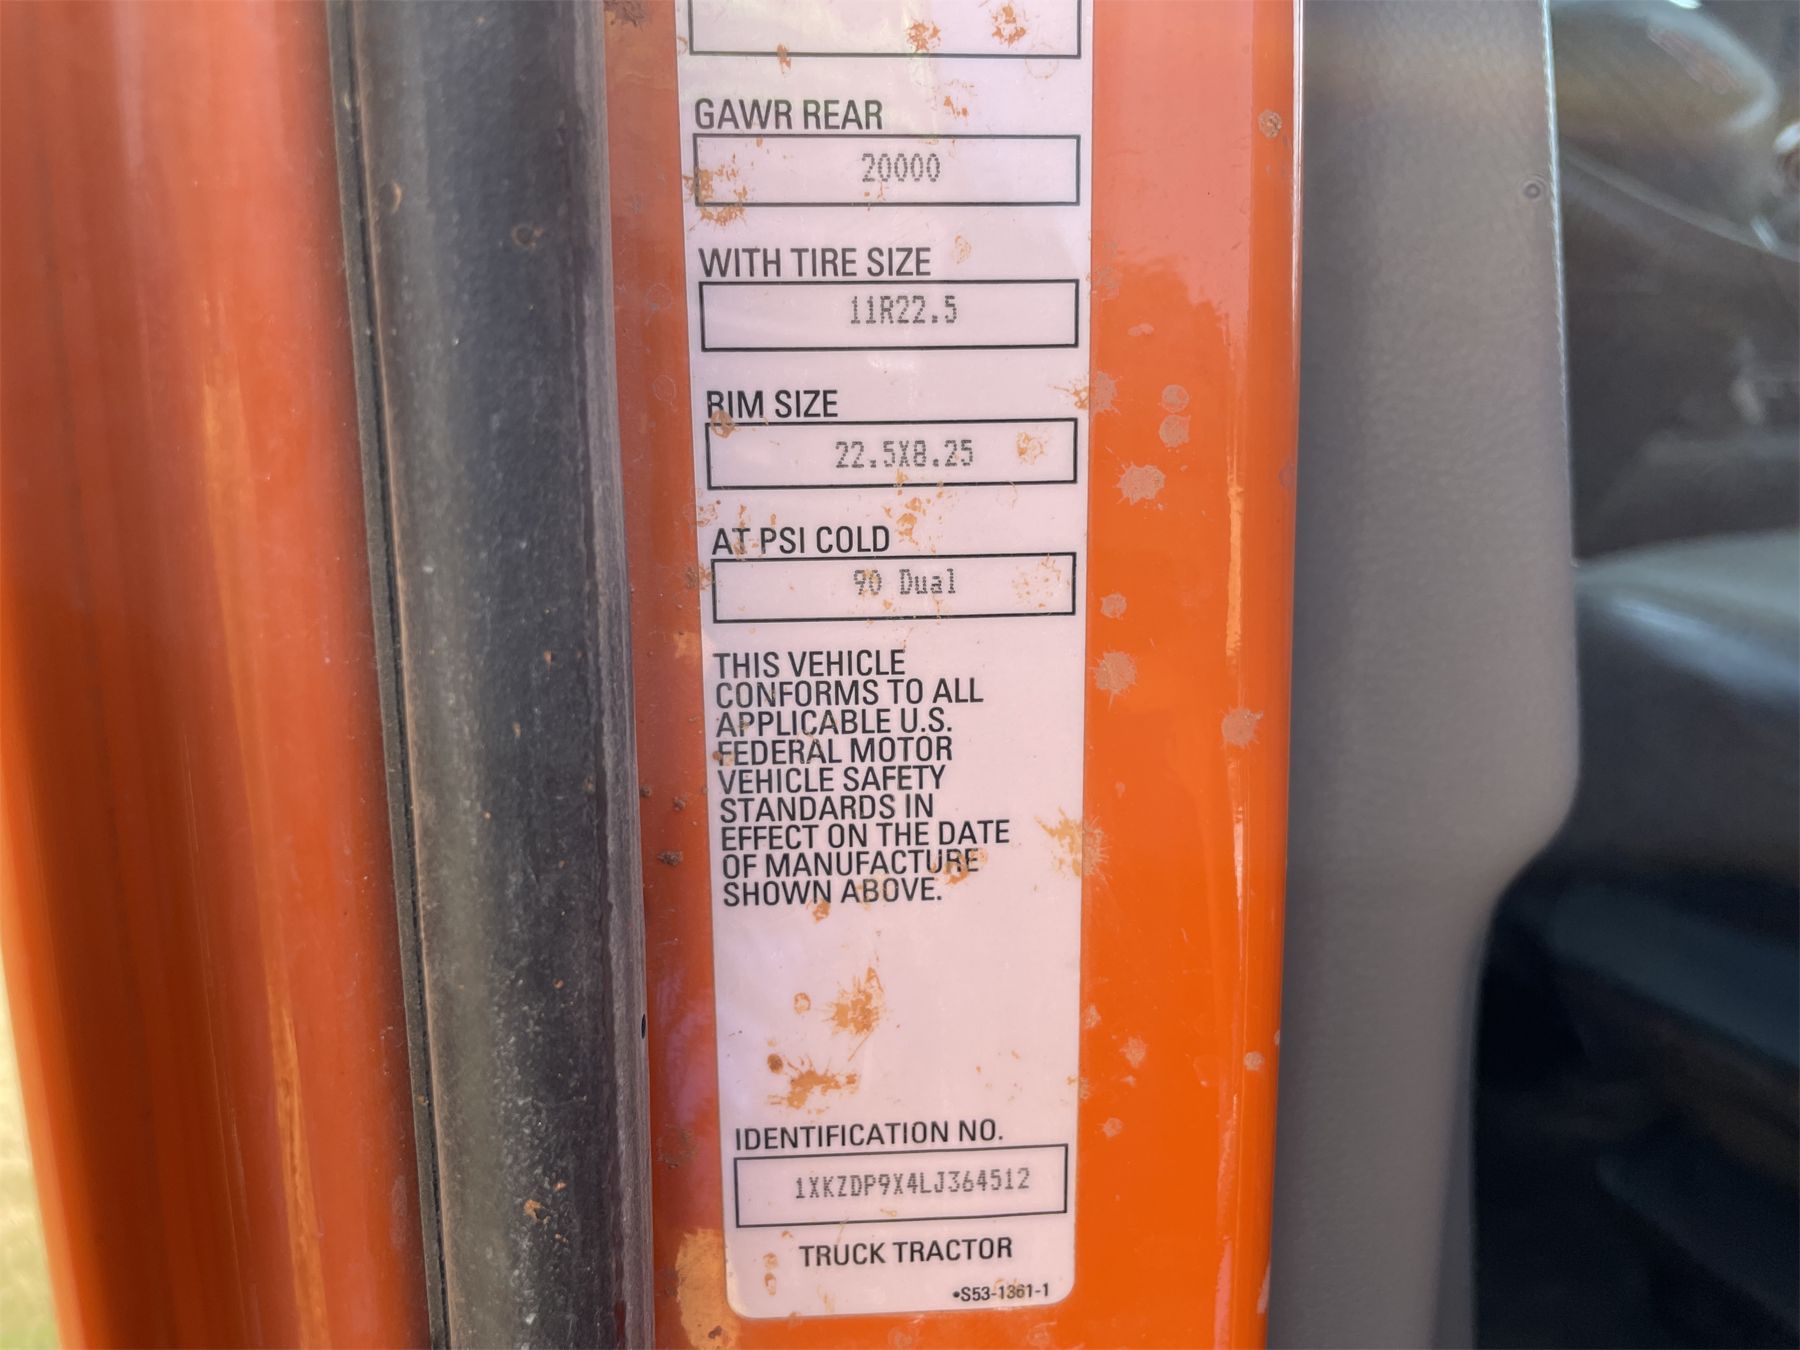 GAWR REAR
20000
WITH TIRE SIZE
11R22.5
RIM SIZE
22.5X8.25
AT PSI COLD
90 Dual
THIS VEHICLE
CONFORMS TO ALL
APPLICABLE U.S.
FEDERAL MOTOR
VEHICLE SAFETY
STANDARDS IN
EFFECT ON THE DATE
OF MANUFACTURE
SHOWN ABOVE.
IDENTIFICATION NO.
1XKZDP9X4LJ364512
TRUCK TRACTOR
•S53-1361-1